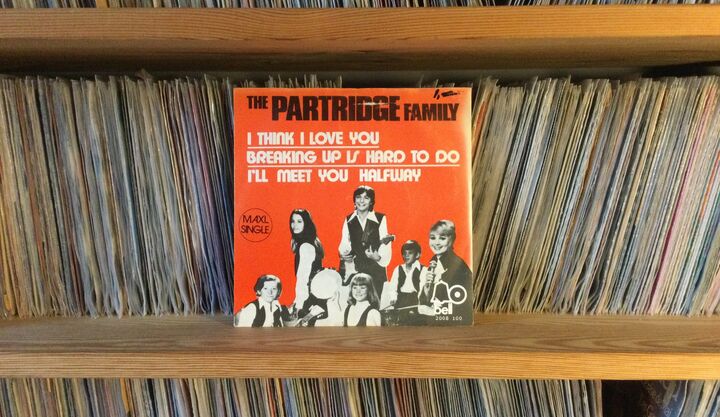 THE PARTRIDGE FAMILY
I THINK I LOVE YOU
BREAKING UP IS HARD TO DO
I'LL MEET YOU HALFWAY
MAXI
SINGLE
bell
2008 100